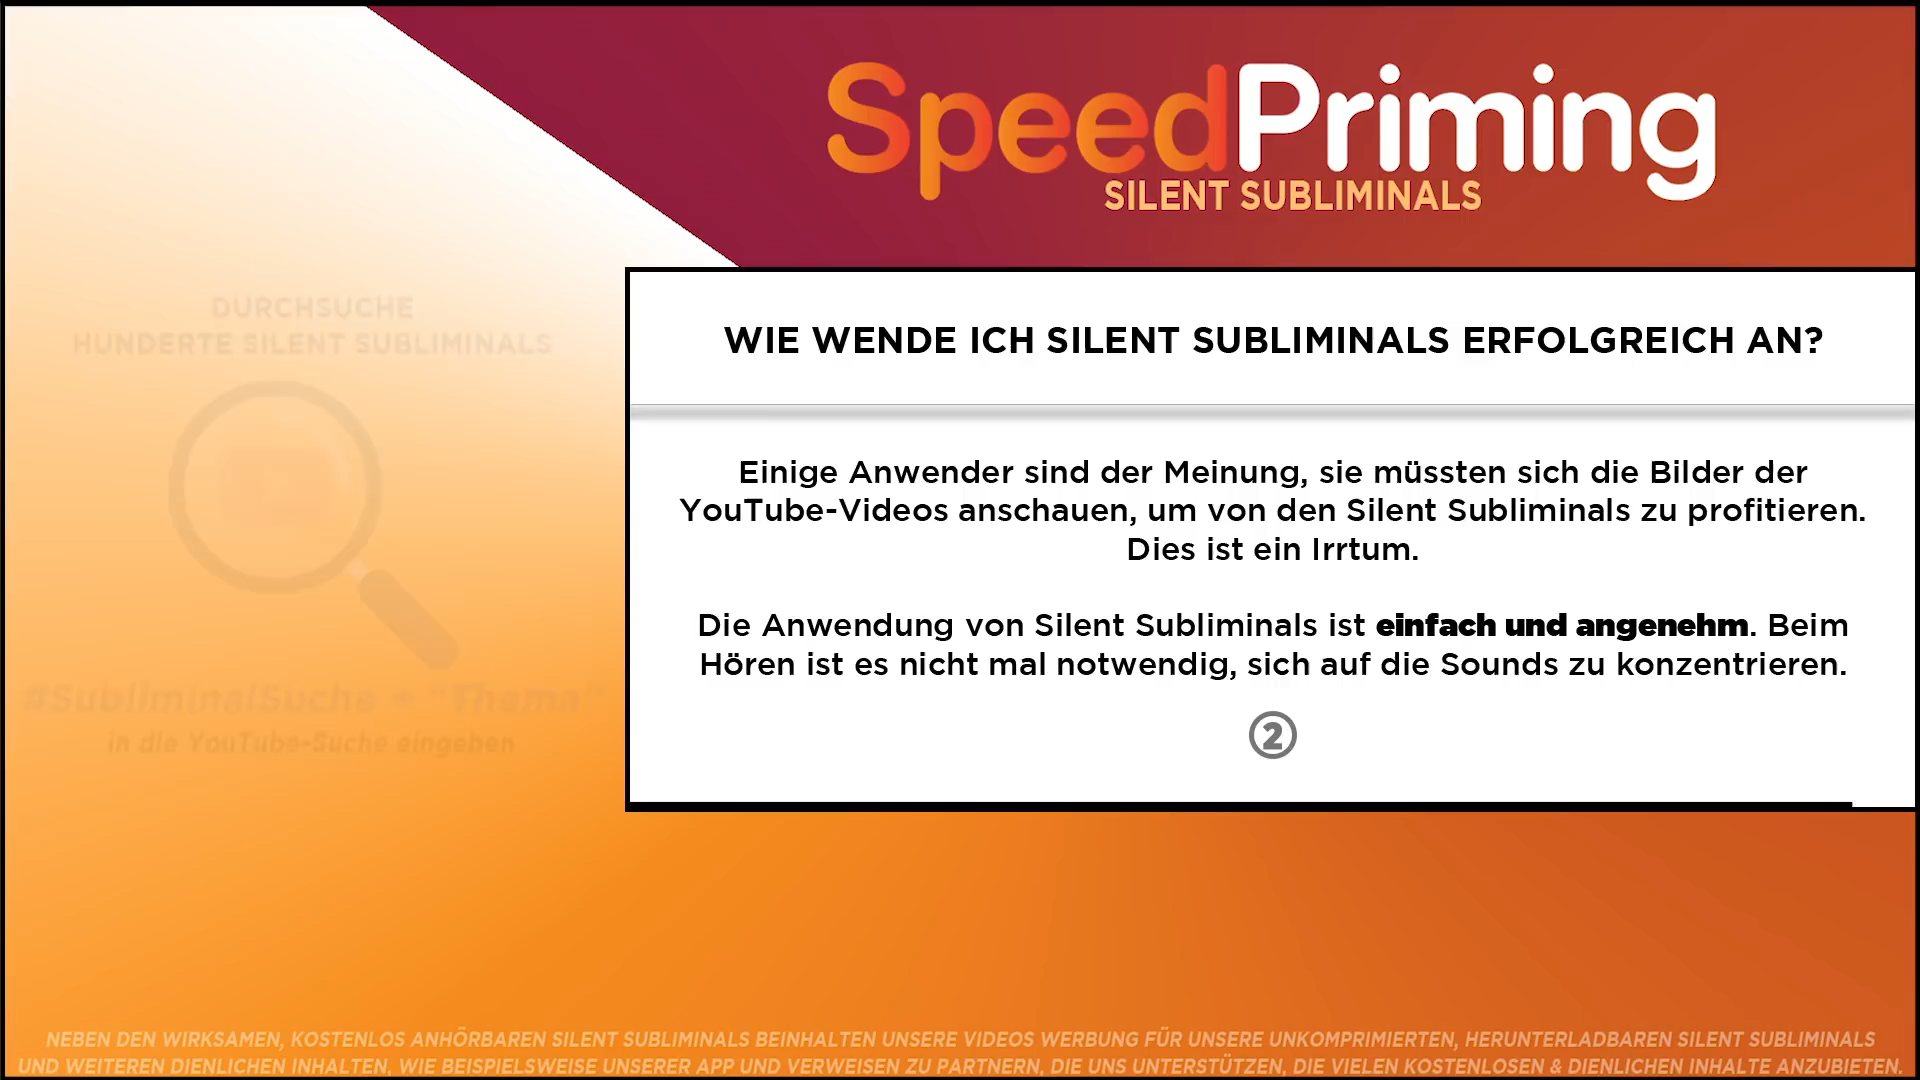 SpeedPriming
SILENT SUBLIMINALS
DURCHSUCHE
HUNDERTE SILENT SUBLIMINALS
#SubliminalSuche + "Thema"
in die YouTube-Suche eingeben
WIE WENDE ICH SILENT SUBLIMINALS ERFOLGREICH AN?
Einige Anwender sind der Meinung, sie müssten sich die Bilder der
YouTube-Videos anschauen, um von den Silent Subliminals zu profitieren.
Dies ist ein Irrtum.
Die Anwendung von Silent Subliminals ist einfach und angenehm. Beim
Hören ist es nicht mal notwendig, sich auf die Sounds zu konzentrieren.
2
NEBEN DEN WIRKSAMEN, KOSTENLOS ANHÖRBAREN SILENT SUBLIMINALS BEINHALTEN UNSERE VIDEOS WERBUNG FÜR UNSERE UNKOMPRIMIERTEN, HERUNTERLADBAREN SILENT SUBLIMINALS
UND WEITEREN DIENLICHEN INHALTEN, WIE BEISPIELSWEISE UNSERER APP UND VERWEISEN ZU PARTNERN, DIE UNS UNTERSTÜTZEN, DIE VIELEN KOSTENLOSEN & DIENLICHEN INHALTE ANZUBIETEN.